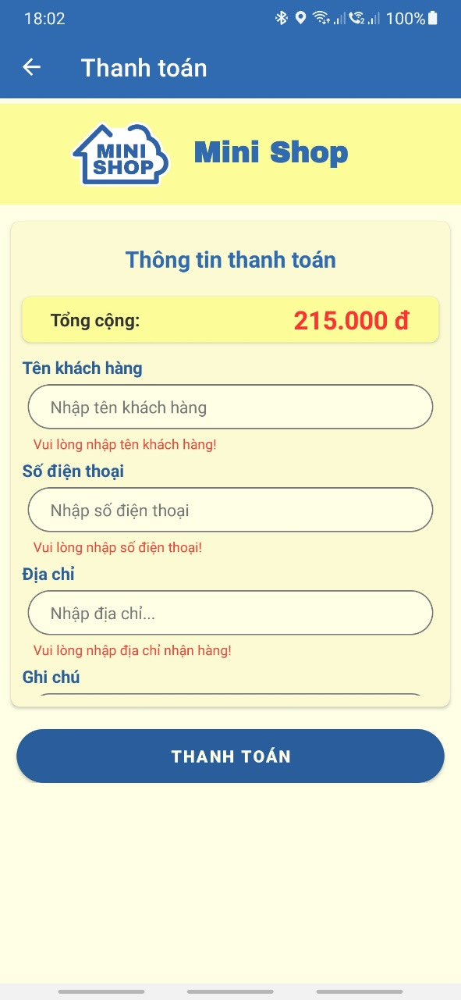 18:02
100%
Thanh toán
MINI
SHOP
Mini Shop
Thông tin thanh toán
Tổng cộng: 215.000 đ
Tên khách hàng
Nhập tên khách hàng
Vui lòng nhập tên khách hàng!
Số điện thoại
Nhập số điện thoại
Vui lòng nhập số điện thoại!
Địa chỉ
Nhập địa chỉ...
Vui lòng nhập địa chỉ nhận hàng!
Ghi chú
THANH TOÁN